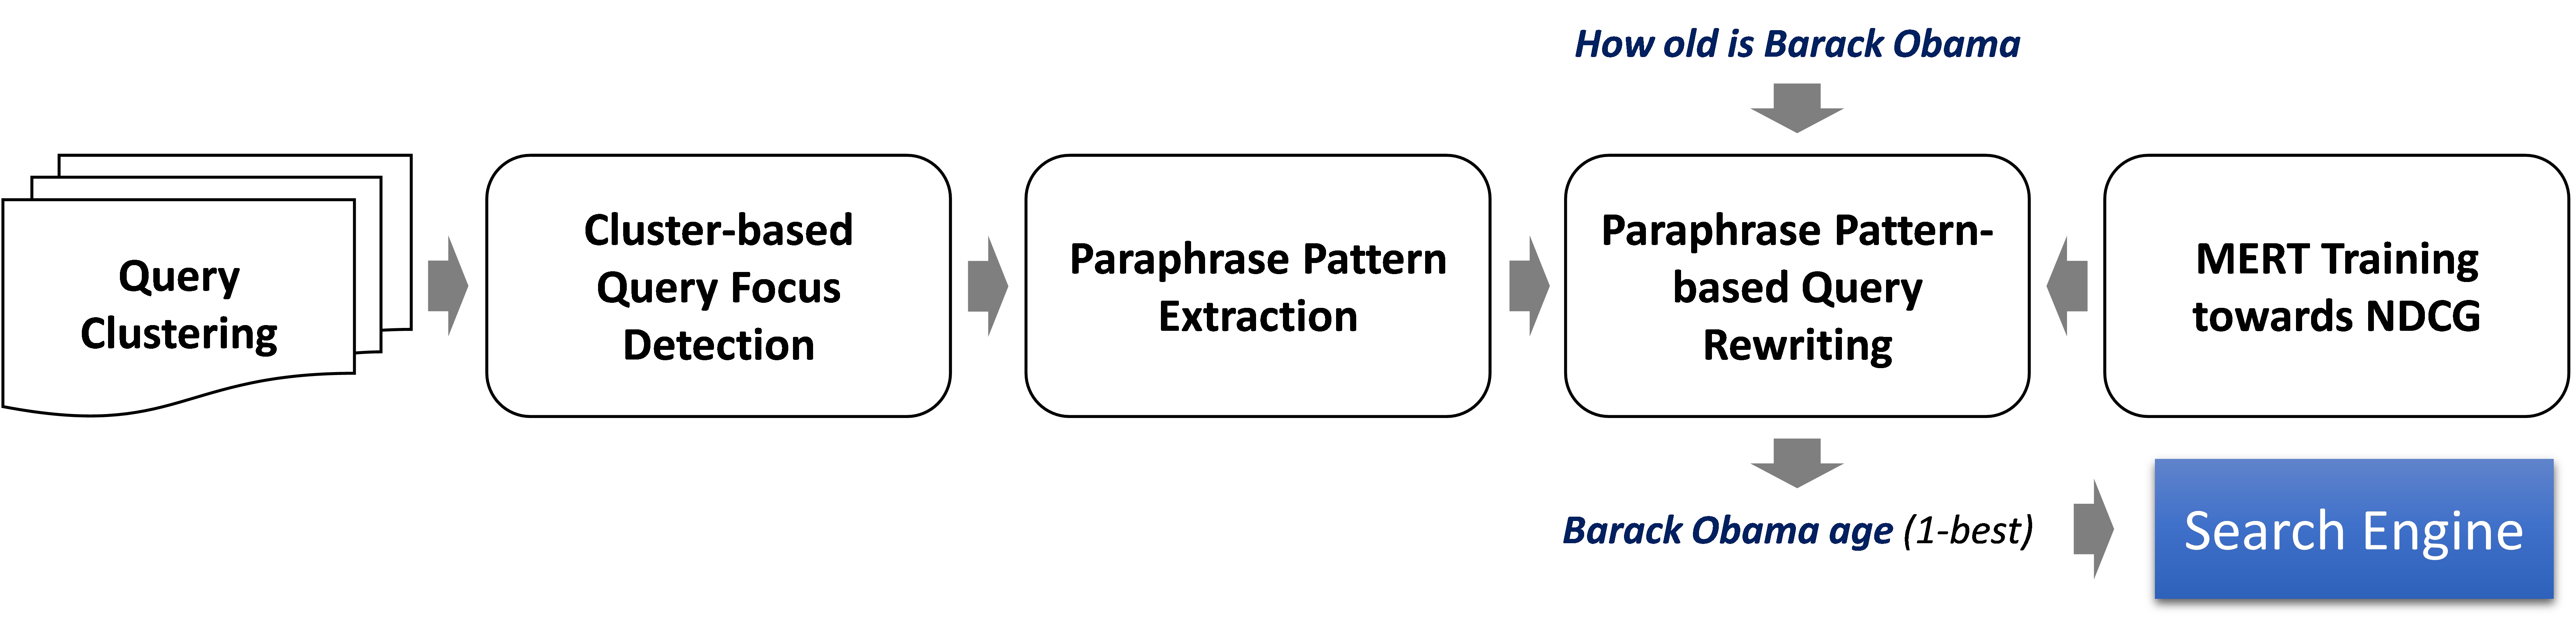 How old is Barack Obama
Query
Clustering
Cluster-based
Query Focus
Detection
Paraphrase Pattern
Extraction
Paraphrase Pattern-
based Query
Rewriting
MERT Training
towards NDCG
Barack Obama age (1-best)
Search Engine